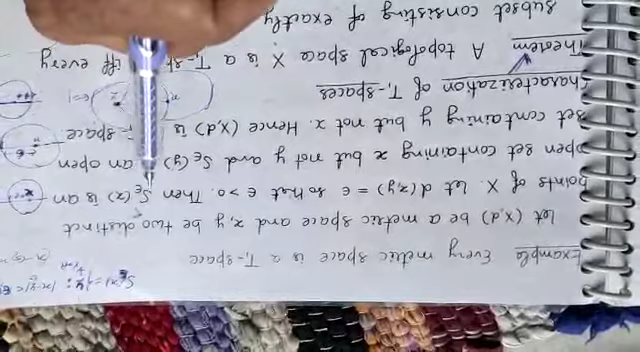 Example Every metric space is a T₁-space
let (x,d) be a metric space and x,y be two distinct
points of X. let d(x,y) = ε so that ε>0. Then Sε(x) is an
open set containing x but not y and Sε(y) an open
set containing y but not x. Hence (X,d) is T₁-space
Characterization of T₁-spaces
Theorem A topological space X is a T₁-sp iff every
subset consisting of exactly